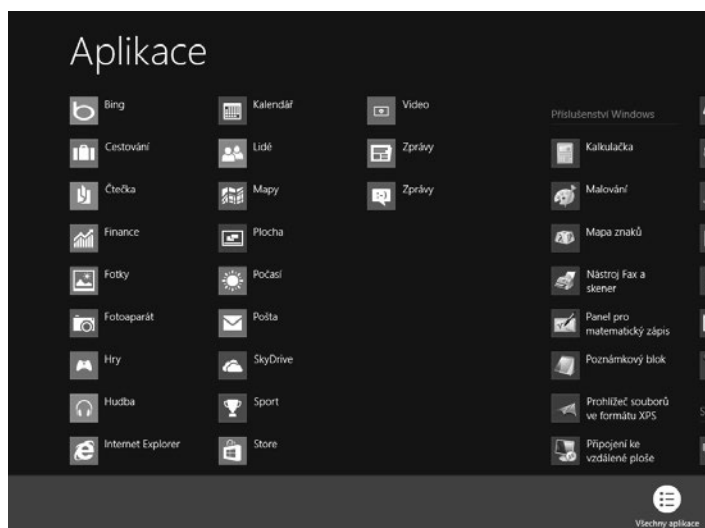 Aplikace
Bing
Cestování
Čtečka
Finance
Fotky
Fotoaparát
Hry
Hudba
Internet Explorer
Kalendář
Lidé
Mapy
Plocha
Počasí
Pošta
SkyDrive
Sport
Store
Video
Zprávy
Zprávy
Příslušenství Windows
Kalkulačka
Malování
Mapa znaků
Nástroj Fax a
skener
Panel pro
matematický zápis
Poznámkový blok
Prohlížeč souborů
ve formátu XPS
Připojení ke
vzdálené ploše
S
Všechny aplikace